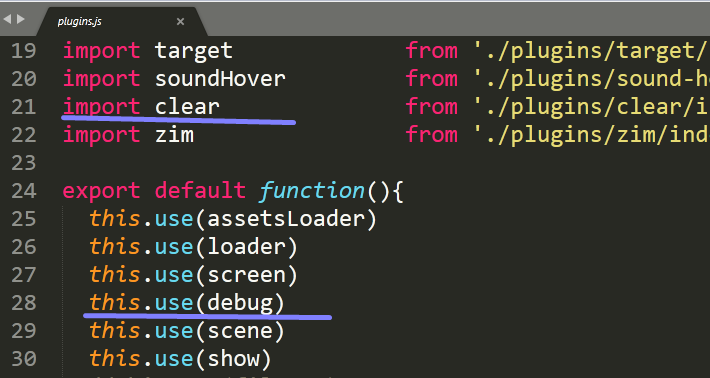 plugins.js ×
19 import target from './plugins/target/
20 import soundHover from './plugins/sound-h
21 import clear from './plugins/clear/i
22 import zim from './plugins/zim/ind
23
24 export default function(){
25 this.use(assetsLoader)
26 this.use(loader)
27 this.use(screen)
28 this.use(debug)
29 this.use(scene)
30 this.use(show)